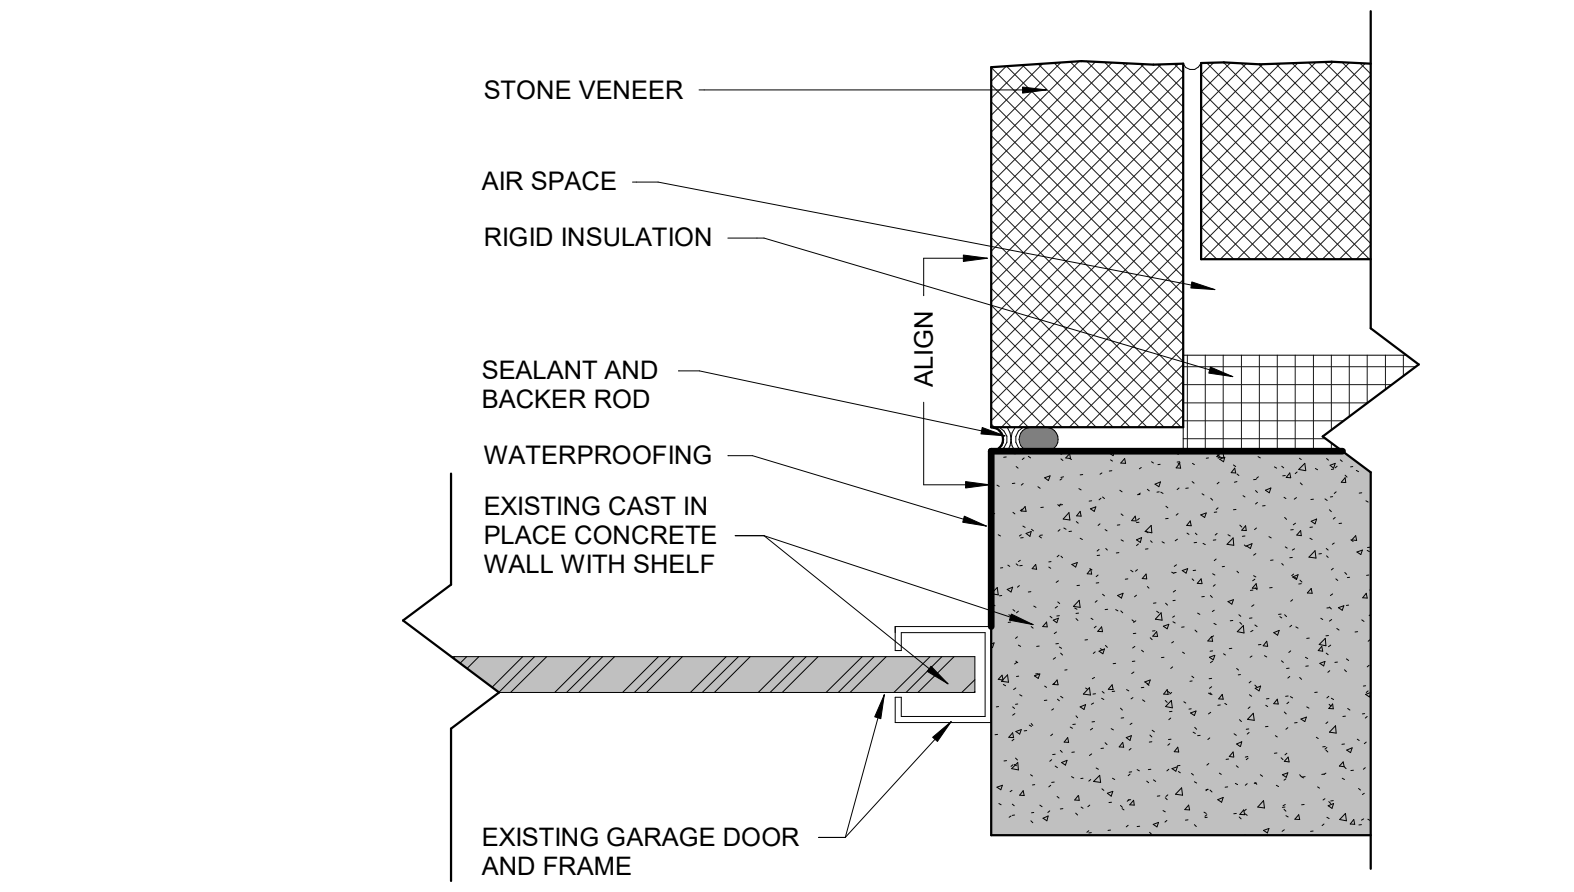 STONE VENEER
AIR SPACE
RIGID INSULATION
ALIGN
SEALANT AND
BACKER ROD
WATERPROOFING
EXISTING CAST IN
PLACE CONCRETE
WALL WITH SHELF
EXISTING GARAGE DOOR
AND FRAME